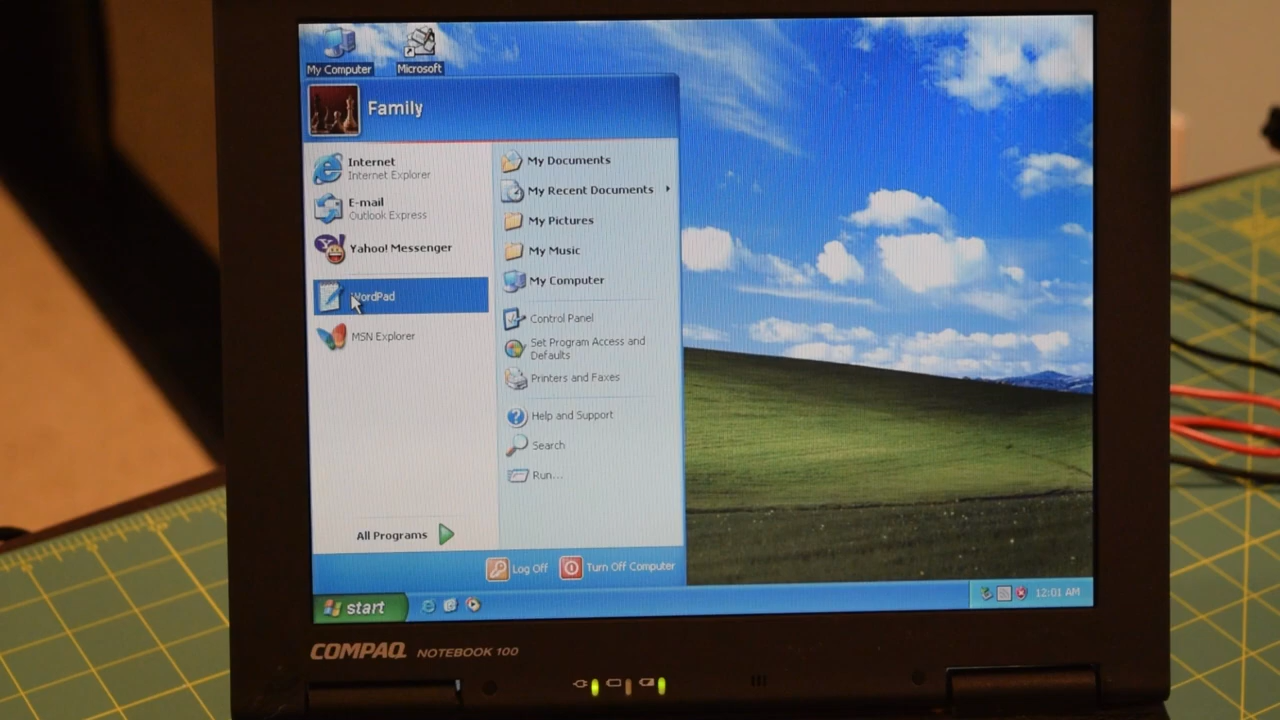 My Computer
Microsoft
Family
Internet
Internet Explorer
E-mail
Outlook Express
Yahoo! Messenger
WordPad
MSN Explorer
All Programs
My Documents
My Recent Documents
My Pictures
My Music
My Computer
Control Panel
Set Program Access and
Defaults
Printers and Faxes
Help and Support
Search
Run...
Log Off
Turn Off Computer
start
12:01 AM
COMPAQ NOTEBOOK 100